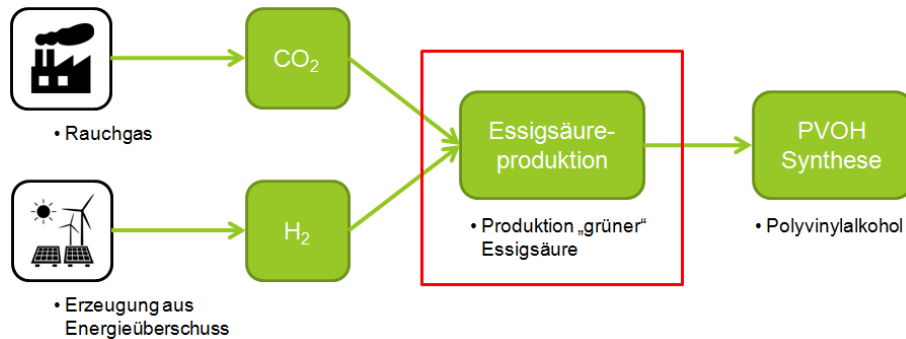 CO₂
• Rauchgas
H₂
• Erzeugung aus
Energieüberschuss
Essigsäure-
produktion
• Produktion „grüner“
Essigsäure
PVOH
Synthese
• Polyvinylalkohol